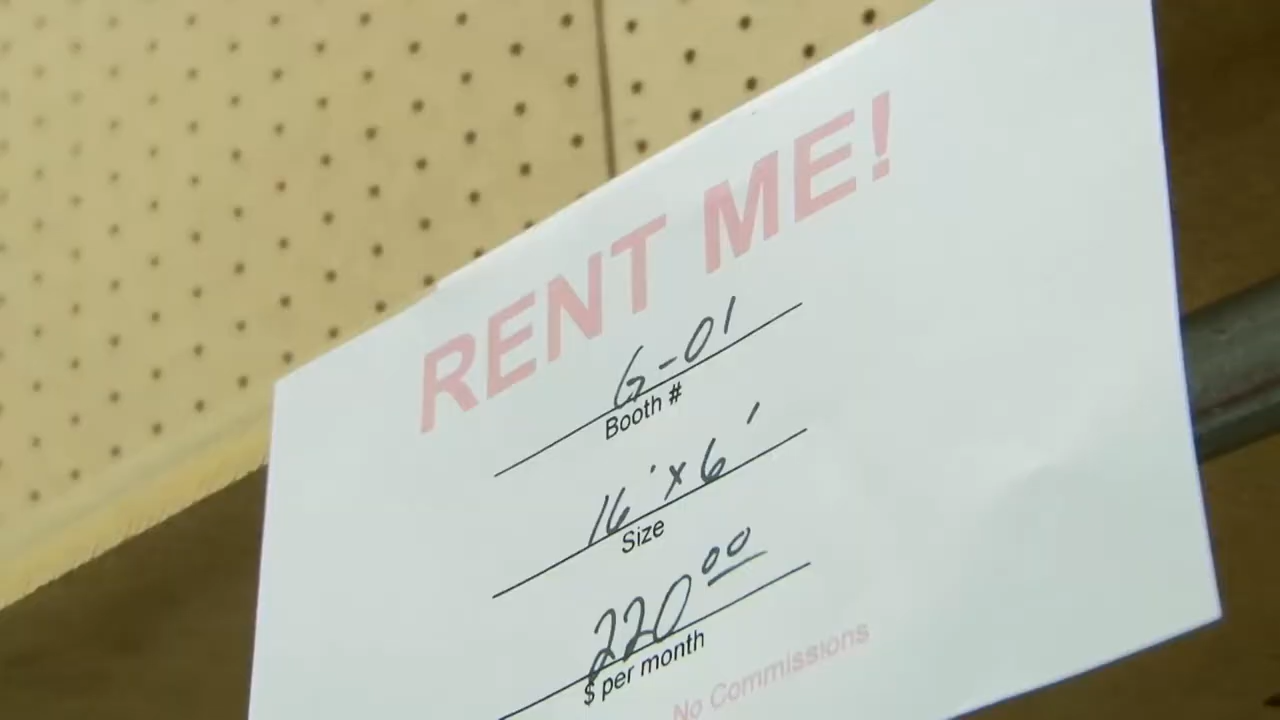 RENT ME!
G-01
Booth #
16' x 6'
Size
220 00
$ per month
No Commissions